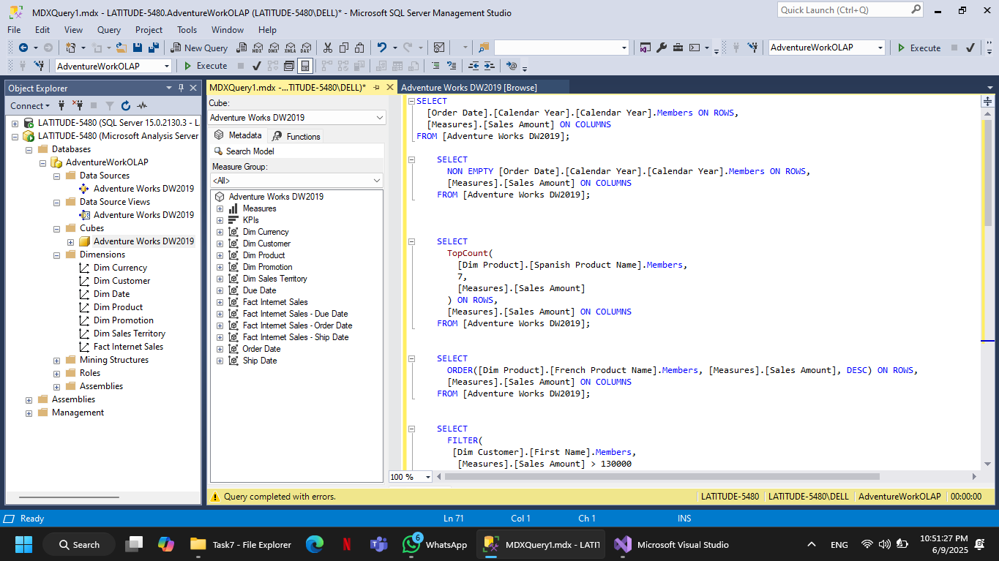 MDXQuery1.mdx - LATITUDE-5480.AdventureWorkOLAP (LATITUDE-5480\DELL)* - Microsoft SQL Server Management Studio
Quick Launch (Ctrl+Q)
File Edit View Query Project Tools Window Help
New Query
MDX DMX XMLA DAX
AdventureWorkOLAP
Execute
AdventureWorkOLAP
Execute
Object Explorer
Connect
LATITUDE-5480 (SQL Server 15.0.2130.3 - L
LATITUDE-5480 (Microsoft Analysis Server
Databases
AdventureWorkOLAP
Data Sources
Adventure Works DW2019
Data Source Views
Adventure Works DW2019
Cubes
Adventure Works DW2019
Dimensions
Dim Currency
Dim Customer
Dim Date
Dim Product
Dim Promotion
Dim Sales Territory
Fact Internet Sales
Mining Structures
Roles
Assemblies
Assemblies
Management
MDXQuery1.mdx -...TITUDE-5480\DELL)*
Adventure Works DW2019 [Browse]
Cube:
Adventure Works DW2019
Metadata
Functions
Search Model
Measure Group:
<All>
Adventure Works DW2019
Measures
KPIs
Dim Currency
Dim Customer
Dim Product
Dim Promotion
Dim Sales Territory
Due Date
Fact Internet Sales
Fact Internet Sales - Due Date
Fact Internet Sales - Order Date
Fact Internet Sales - Ship Date
Order Date
Ship Date
SELECT
[Order Date].[Calendar Year].[Calendar Year].Members ON ROWS,
[Measures].[Sales Amount] ON COLUMNS
FROM [Adventure Works DW2019];
SELECT
NON EMPTY [Order Date].[Calendar Year].[Calendar Year].Members ON ROWS,
[Measures].[Sales Amount] ON COLUMNS
FROM [Adventure Works DW2019];
SELECT
TopCount(
[Dim Product].[Spanish Product Name].Members,
7,
[Measures].[Sales Amount]
) ON ROWS,
[Measures].[Sales Amount] ON COLUMNS
FROM [Adventure Works DW2019];
SELECT
ORDER([Dim Product].[French Product Name].Members, [Measures].[Sales Amount], DESC) ON ROWS,
[Measures].[Sales Amount] ON COLUMNS
FROM [Adventure Works DW2019];
SELECT
FILTER(
[Dim Customer].[First Name].Members,
[Measures].[Sales Amount] > 130000
100 %
Query completed with errors.
LATITUDE-5480
LATITUDE-5480\DELL
AdventureWorkOLAP
00:00:00
Ready
Ln 71
Col 1
Ch 1
INS
Search
Task7 - File Explorer
6
WhatsApp
MDXQuery1.mdx - LATIT
Microsoft Visual Studio
ENG
10:51:27 PM
6/9/2025